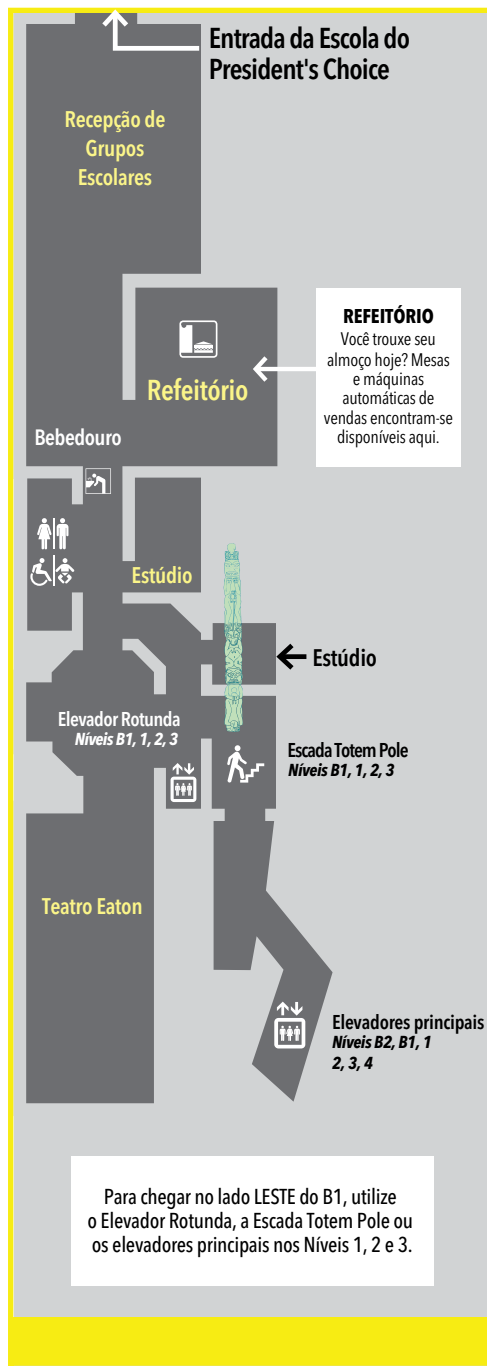 Entrada da Escola do
President's Choice
Recepção de
Grupos
Escolares
REFEITÓRIO
Você trouxe seu
almoço hoje? Mesas
e máquinas
automáticas de
vendas encontram-se
disponíveis aqui.
Refeitório
Bebedouro
Estúdio
Estúdio
Elevador Rotunda
Níveis B1, 1, 2, 3
Escada Totem Pole
Níveis B1, 1, 2, 3
Teatro Eaton
Elevadores principais
Níveis B2, B1, 1
2, 3, 4
Para chegar no lado LESTE do B1, utilize
o Elevador Rotunda, a Escada Totem Pole ou
os elevadores principais nos Níveis 1, 2 e 3.